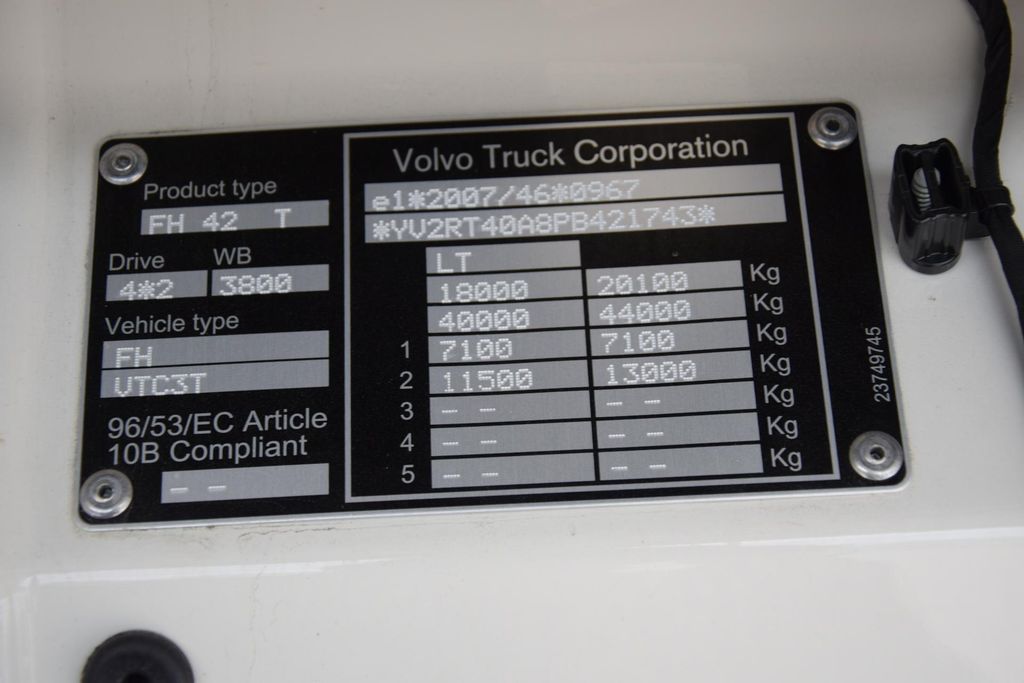 Product type
FH 42 T
Drive WB
4*2 3800
Vehicle type
FH
VTC3T
96/53/EC Article
10B Compliant
-- --
Volvo Truck Corporation
e1*2007/46*0967
*YV2RT40A8PB421743*
LT
18000 20100 Kg
40000 44000 Kg
1 7100 7100 Kg
2 11500 13000 Kg
3 -- -- -- -- Kg
4 -- -- -- -- Kg
5 -- -- -- -- Kg
23749745